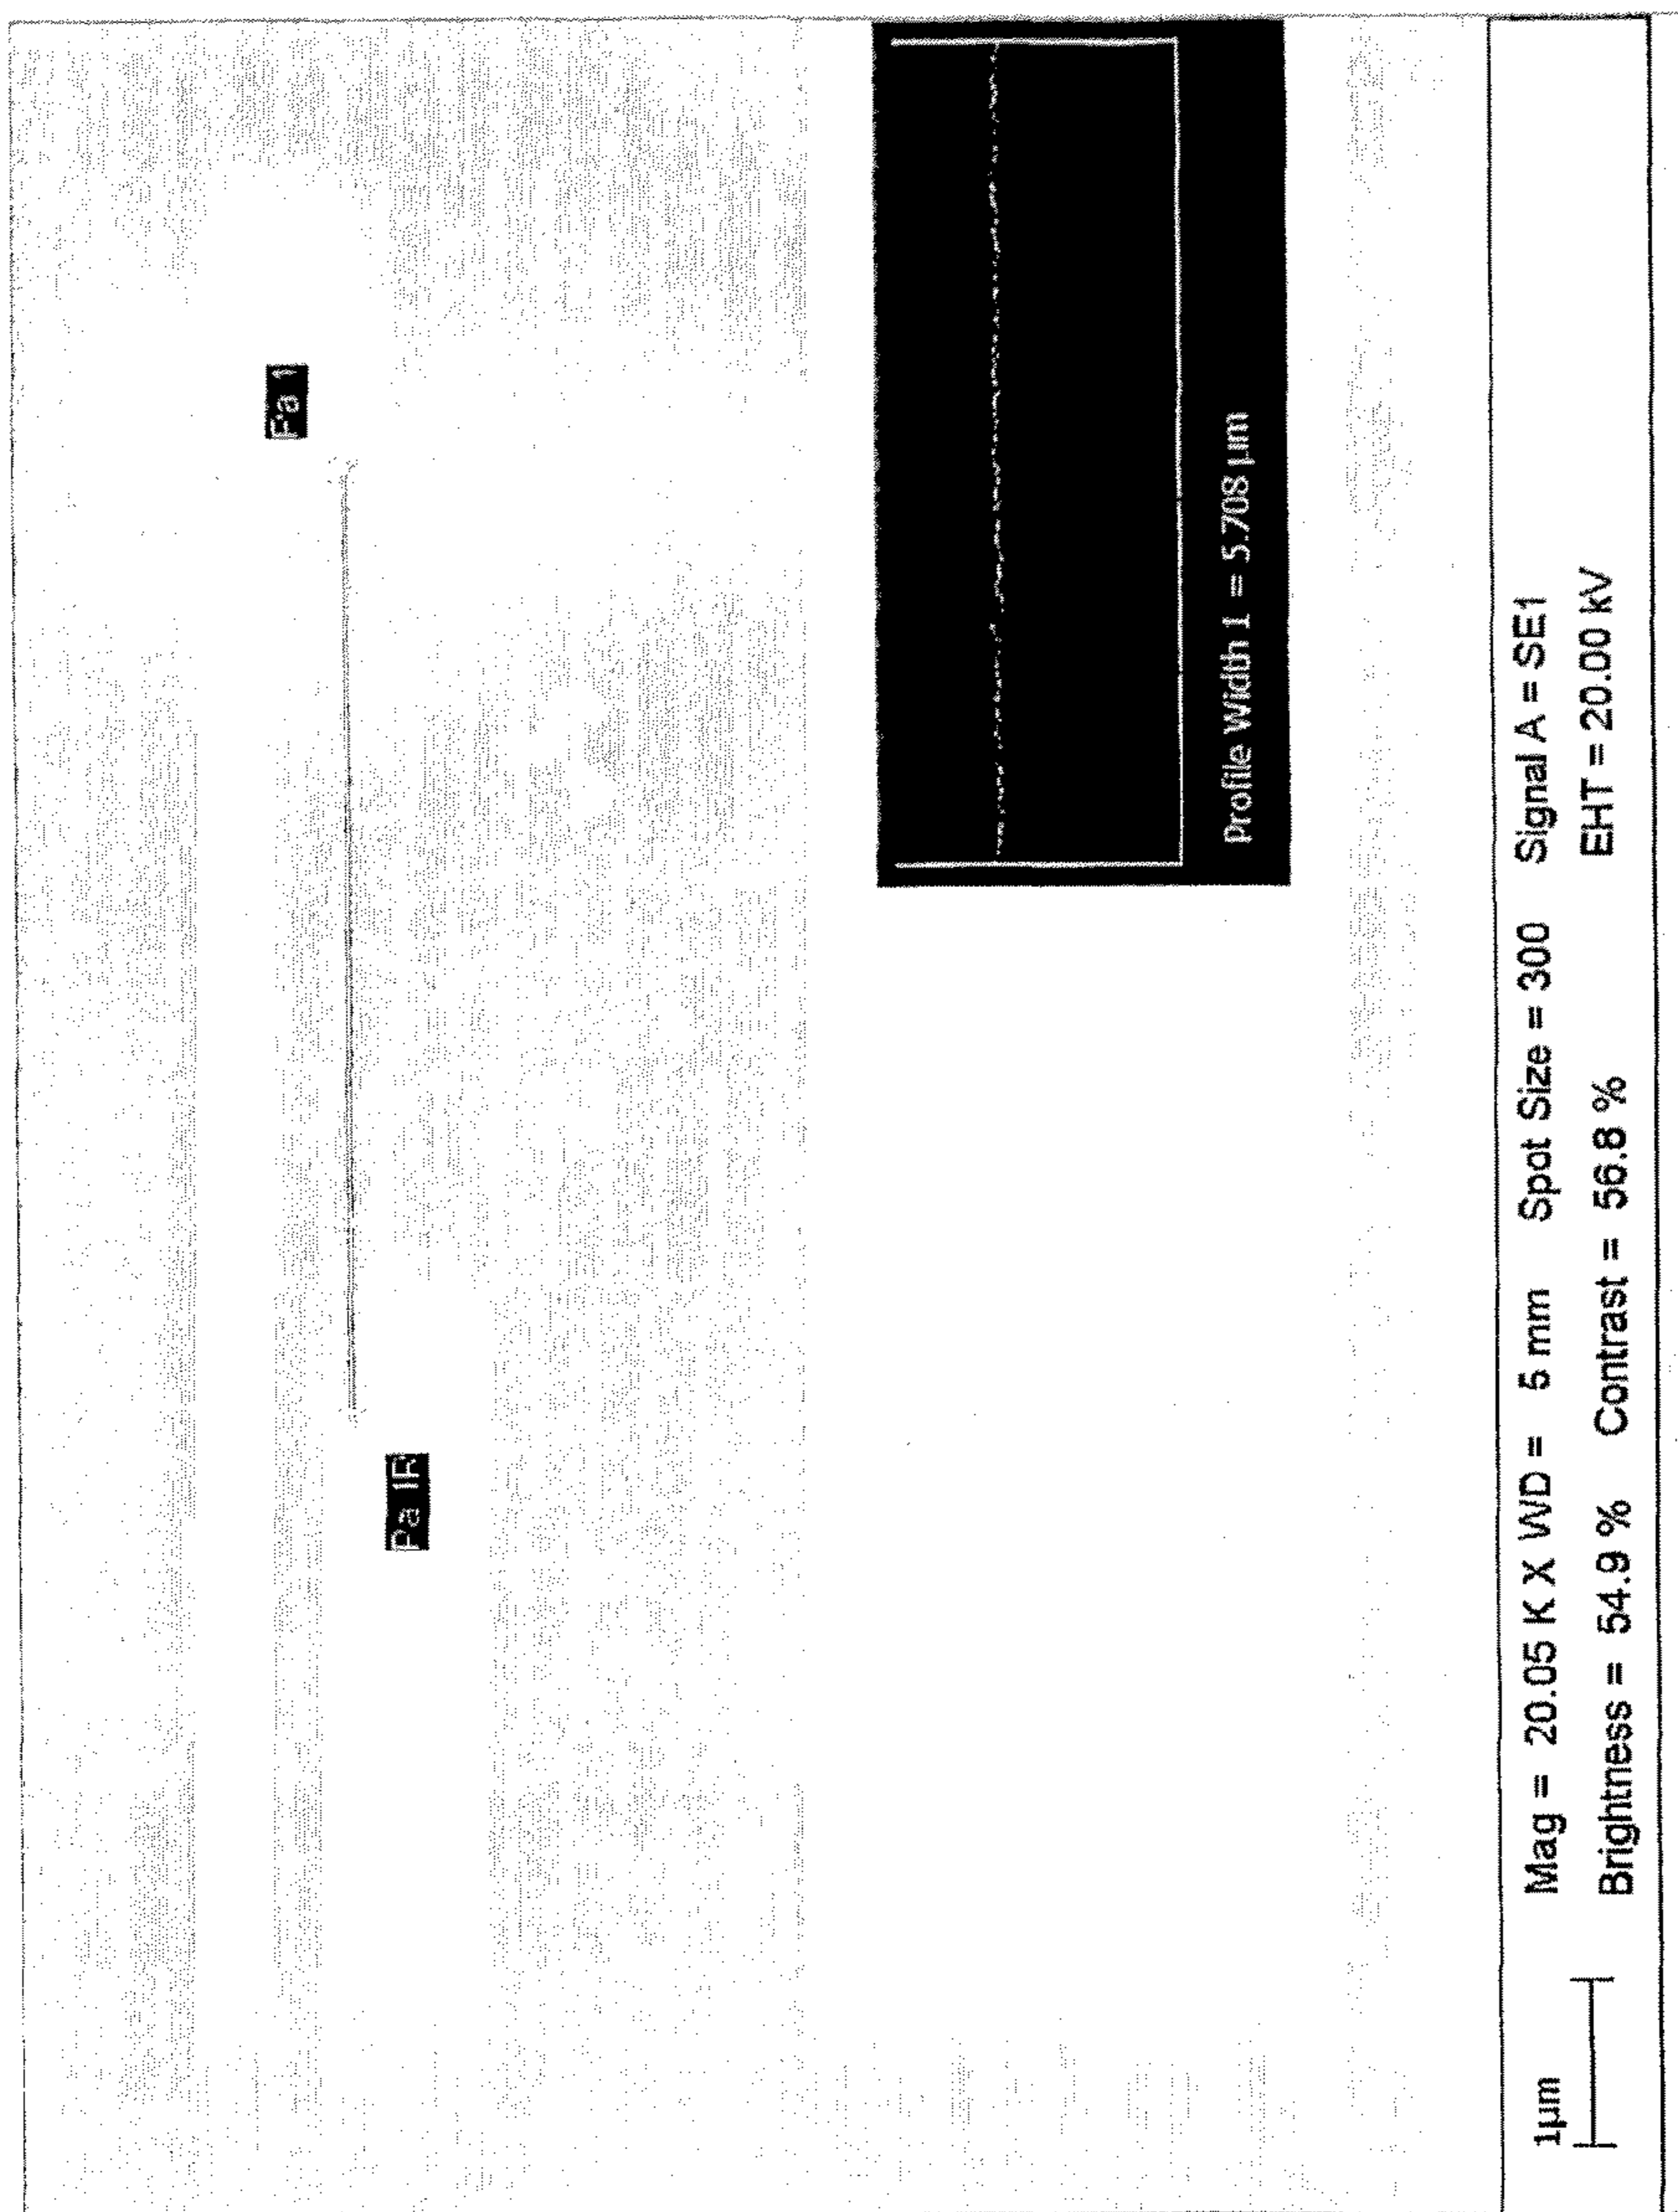 Pa 1R
Pa 1
Profile Width 1 = 5.708 µm
1µm
Mag = 20.05 K X WD = 5 mm Spot Size = 300 Signal A = SE1
Brightness = 54.9 % Contrast = 56.8 % EHT = 20.00 kV